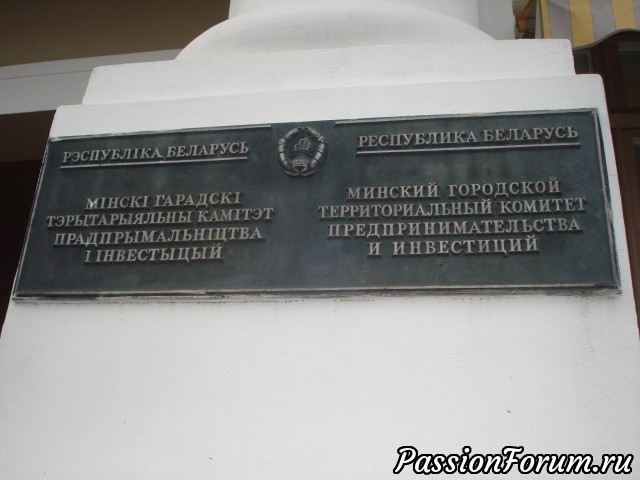 РЭСПУБЛІКА БЕЛАРУСЬ
МІНСКІ ГАРАДСКІ
ТЭРЫТАРЫЯЛЬНЫ КАМІТЭТ
ПРАДПРЫМАЛЬНІЦТВА
І ІНВЕСТЫЦЫЙ
РЕСПУБЛИКА БЕЛАРУСЬ
МИНСКИЙ ГОРОДСКОЙ
ТЕРРИТОРИАЛЬНЫЙ КОМИТЕТ
ПРЕДПРИНИМАТЕЛЬСТВА
И ИНВЕСТИЦИЙ
PassionForum.ru